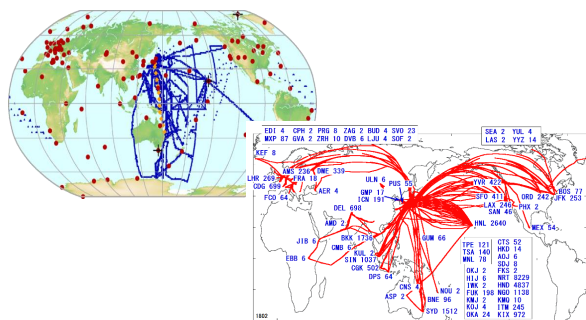 EDI 4 CPH 2 PRG 8 ZAG 2 BUD 4 SVO 23
MXP 87 GVA 2 ZRH 10 DVB 6 LJU 4 SOF 2
SEA 2 YUL 4
LAS 2 YYZ 14
KEF 8
AMS 236
DME 339
LHR 269
FRA 18
CDG 699
AER 4
FCO 64
ULN 6
PUS 55
GMP 17
ICN 191
YVR 422
SFO 411
ORD 242
BOS 77
JFK 253
LAX 246
PHX 2
SAN 46
MEX 54
DEL 698
AMD 2
HNL 2640
BKK 1736
GUM 66
JIB 6
CMB 6
KUL 2
EBB 6
SIN 1037
CGK 502
DPS 64
CNS 4
NOU 2
ASP 2
BNE 96
SYD 1512
TPE 121
TSA 140
MNL 78
OKJ 2
HIJ 6
IWK 2
FUK 198
KMJ 2
KOJ 4
OKA 24
CTS 52
HKD 14
AOJ 6
SDJ 8
FKS 2
NRT 8229
HND 4837
NGO 1138
KMQ 10
ITM 245
KIX 972
1802